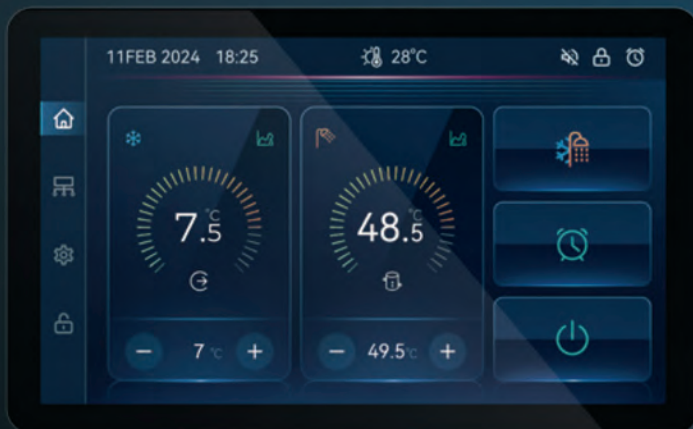 11FEB 2024 18:25 28°C
7.5 °C
48.5 °C
− 7 °C +
− 49.5°C +